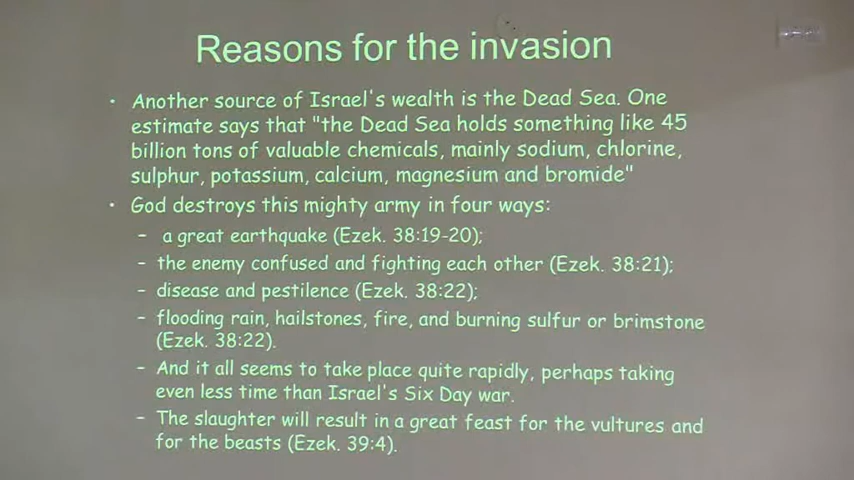 Reasons for the invasion
• Another source of Israel's wealth is the Dead Sea. One
estimate says that "the Dead Sea holds something like 45
billion tons of valuable chemicals, mainly sodium, chlorine,
sulphur, potassium, calcium, magnesium and bromide"
• God destroys this mighty army in four ways:
– a great earthquake (Ezek. 38:19-20);
– the enemy confused and fighting each other (Ezek. 38:21);
– disease and pestilence (Ezek. 38:22);
– flooding rain, hailstones, fire, and burning sulfur or brimstone
(Ezek. 38:22).
– And it all seems to take place quite rapidly, perhaps taking
even less time than Israel's Six Day war.
– The slaughter will result in a great feast for the vultures and
for the beasts (Ezek. 39:4).